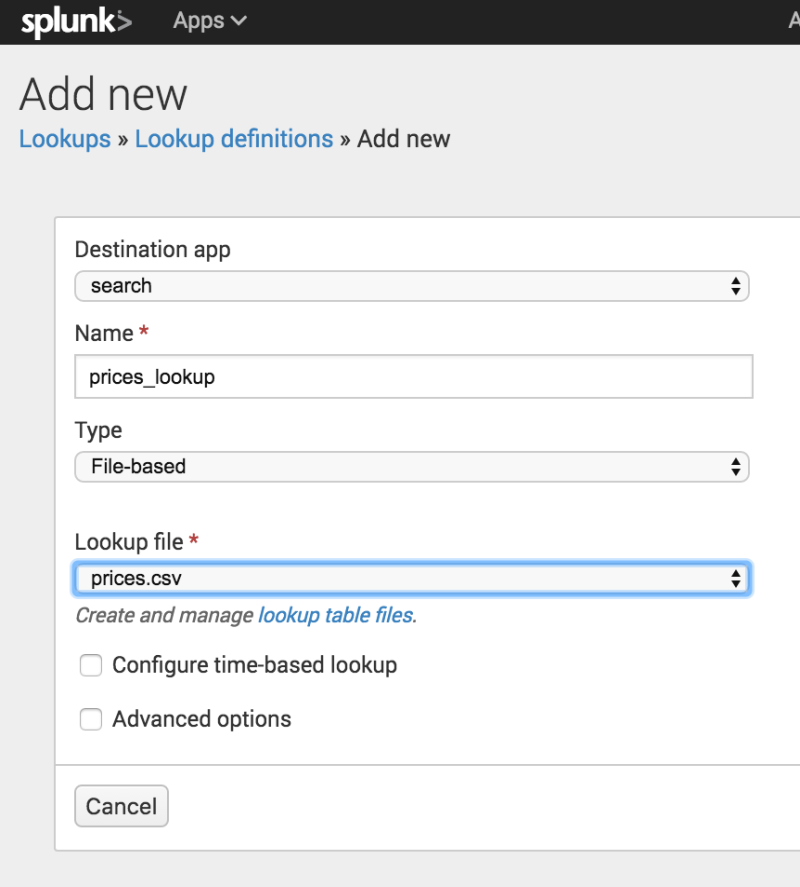 splunk> Apps
Add new
Lookups » Lookup definitions » Add new
Destination app
search
Name *
prices_lookup
Type
File-based
Lookup file *
prices.csv
Create and manage lookup table files.
Configure time-based lookup
Advanced options
Cancel